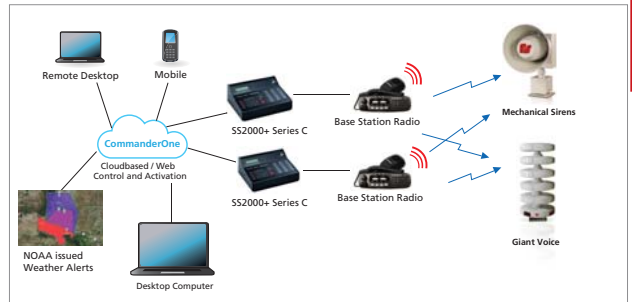 Remote Desktop
Mobile
CommanderOne
Cloudbased / Web
Control and Activation
NOAA issued
Weather Alerts
Desktop Computer
SS2000+ Series C
SS2000+ Series C
Base Station Radio
Base Station Radio
Mechanical Sirens
Giant Voice